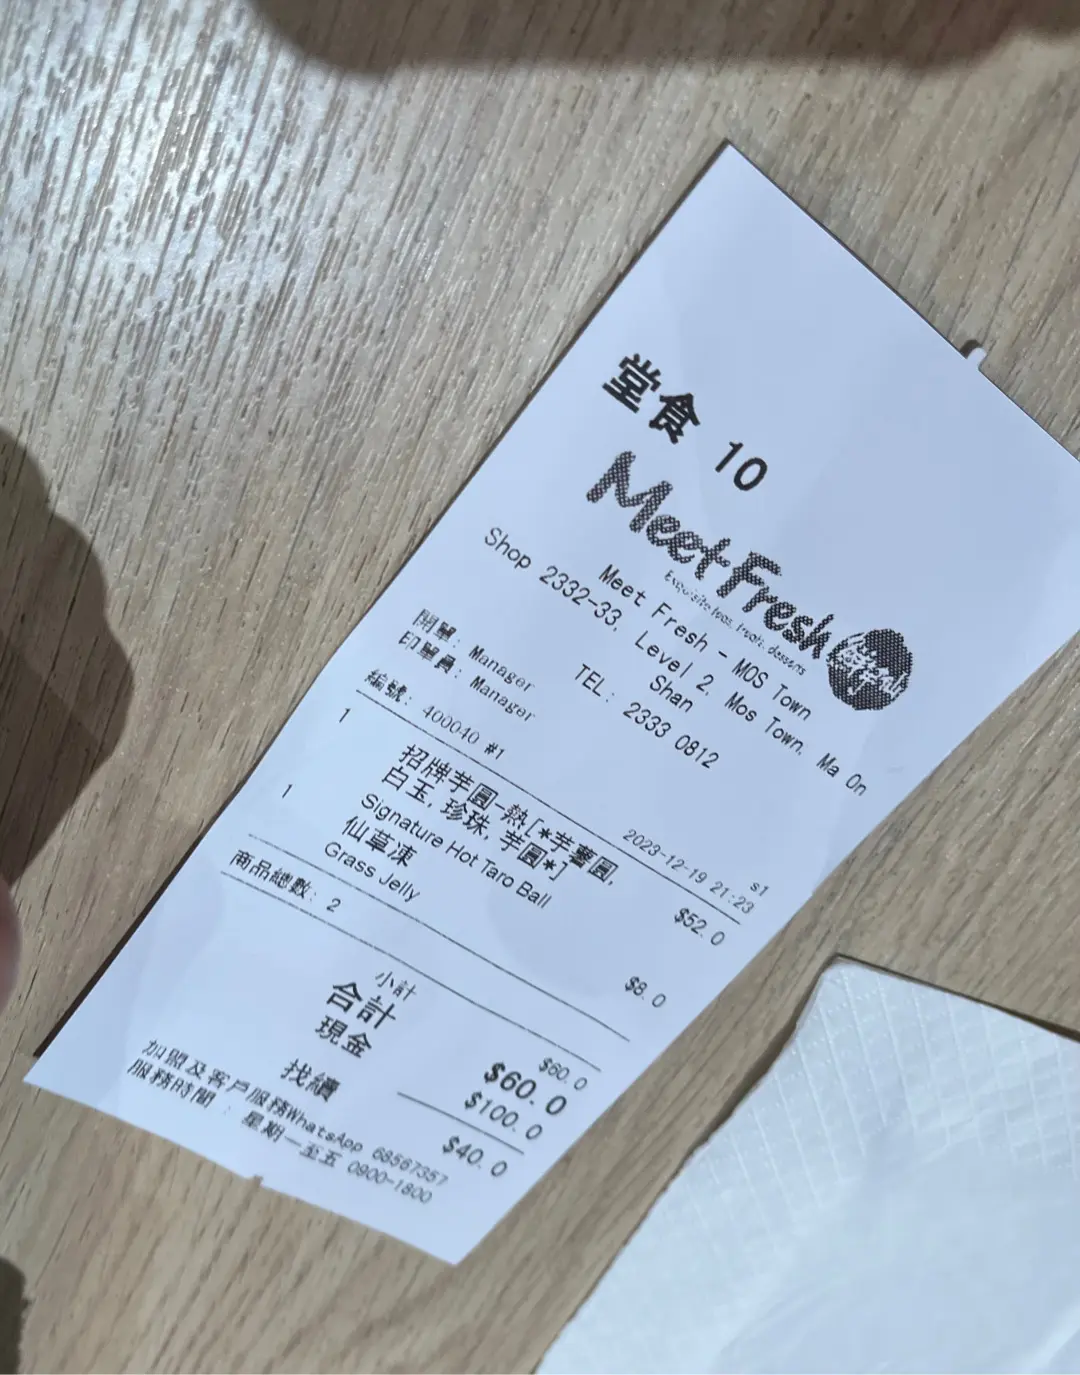 堂食 10
Meet Fresh
Exquisite teas, fresh, desserts
Meet Fresh - MOS Town
Shop 2332-33, Level 2, Mos Town, Ma On
Shan
TEL: 2333 0812
開單: Manager
印單員: Manager
編號: 400040 #1
s1
2023-12-19 21:23
1 招牌芋圓-熱[*芋薯圓, $52.0
白玉,珍珠,芋圓*]
Signature Hot Taro Ball
1 仙草凍 $8.0
Grass Jelly
商品總數: 2
小計 $60.0
合計 $60.0
現金 $100.0
找續 $40.0
加盟及客戶服務WhatsApp 68567357
服務時間 : 星期一至五 0900-1800